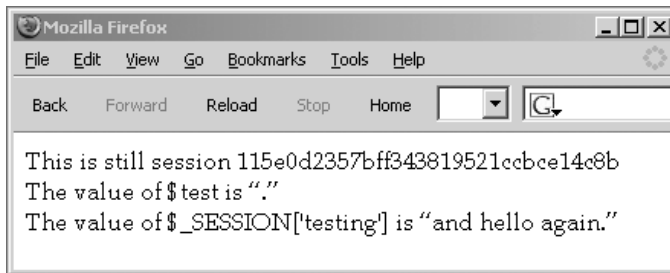 Mozilla Firefox
File Edit View Go Bookmarks Tools Help
Back Forward Reload Stop Home G
This is still session 115e0d2357bff343819521ccbce14c8b
The value of $test is “.”
The value of $_SESSION['testing'] is “and hello again.”